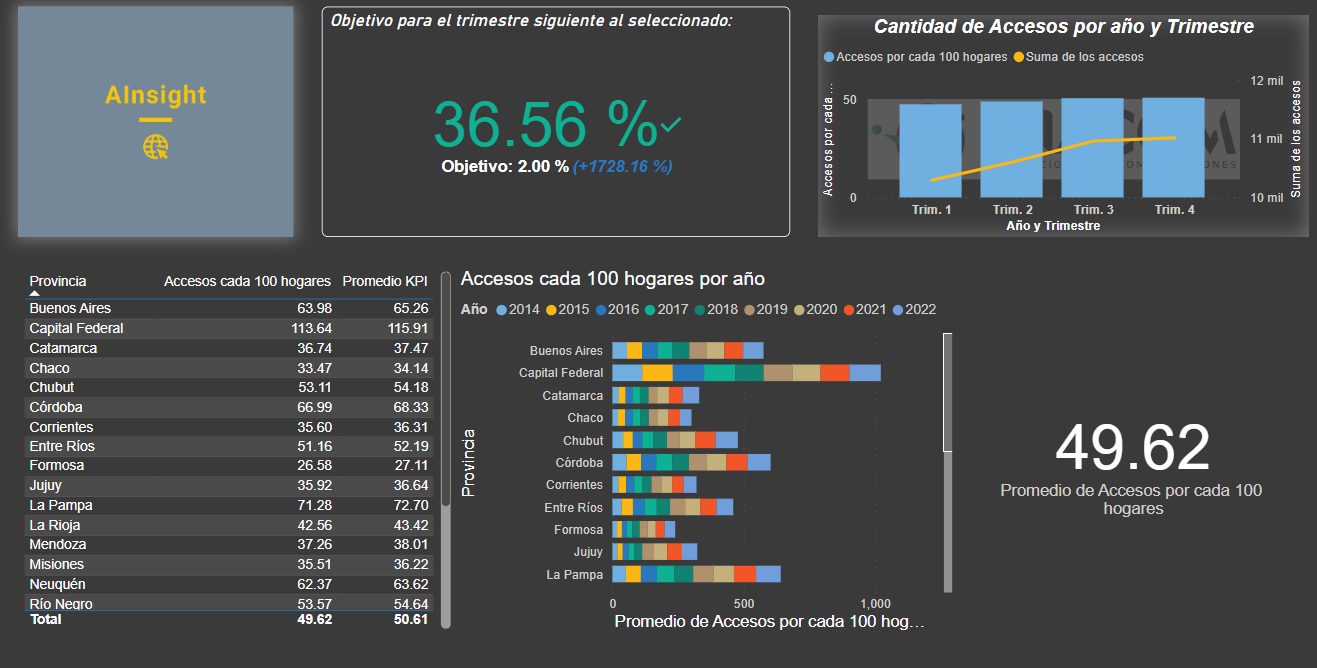 AInsight
Objetivo para el trimestre siguiente al seleccionado:
36.56 %
Objetivo: 2.00 % (+1728.16 %)
Cantidad de Accesos por año y Trimestre
Accesos por cada 100 hogares Suma de los accesos
Accesos por cada ...
50
0
12 mil
11 mil
10 mil
Suma de los accesos
Trim. 1 Trim. 2 Trim. 3 Trim. 4
Año y Trimestre
Provincia Accesos cada 100 hogares Promedio KPI
Buenos Aires 63.98 65.26
Capital Federal 113.64 115.91
Catamarca 36.74 37.47
Chaco 33.47 34.14
Chubut 53.11 54.18
Córdoba 66.99 68.33
Corrientes 35.60 36.31
Entre Ríos 51.16 52.19
Formosa 26.58 27.11
Jujuy 35.92 36.64
La Pampa 71.28 72.70
La Rioja 42.56 43.42
Mendoza 37.26 38.01
Misiones 35.51 36.22
Neuquén 62.37 63.62
Río Negro 53.57 54.64
Total 49.62 50.61
Accesos cada 100 hogares por año
Año 2014 2015 2016 2017 2018 2019 2020 2021 2022
Provincia
Buenos Aires
Capital Federal
Catamarca
Chaco
Chubut
Córdoba
Corrientes
Entre Ríos
Formosa
Jujuy
La Pampa
0 500 1,000
Promedio de Accesos por cada 100 hog...
49.62
Promedio de Accesos por cada 100
hogares